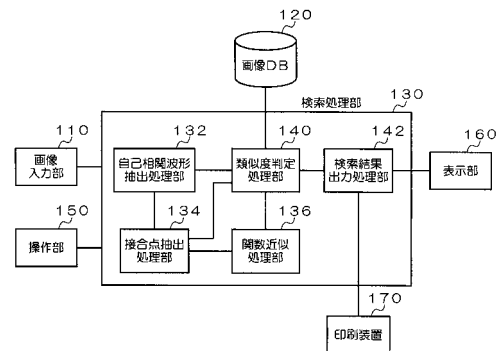 120
画像DB
検索処理部
130
110
画像
入力部
132
自己相関波形
抽出処理部
140
類似度判定
処理部
142
検索結果
出力処理部
160
表示部
150
操作部
134
接合点抽出
処理部
136
関数近似
処理部
170
印刷装置